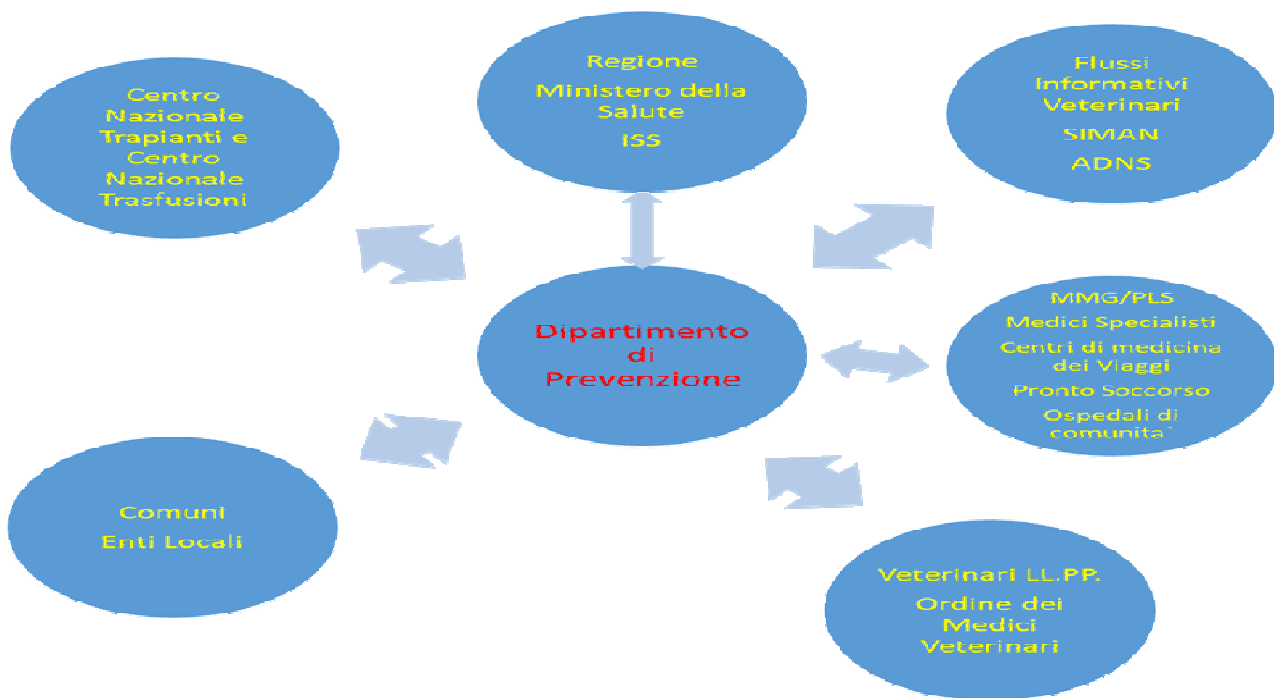 Centro
Nazionale
Trapianti e
Centro
Nazionale
Trasfusioni
Regione
Ministero della
Salute
ISS
Flussi
Informativi
Veterinari
SIMAN
ADNS
Dipartimento
di
Prevenzione
MMG/PLS
Medici Specialisti
Centri di medicina
dei Viaggi
Pronto Soccorso
Ospedali di
comunita`
Comuni
Enti Locali
Veterinari LL.PP.
Ordine dei
Medici
Veterinari